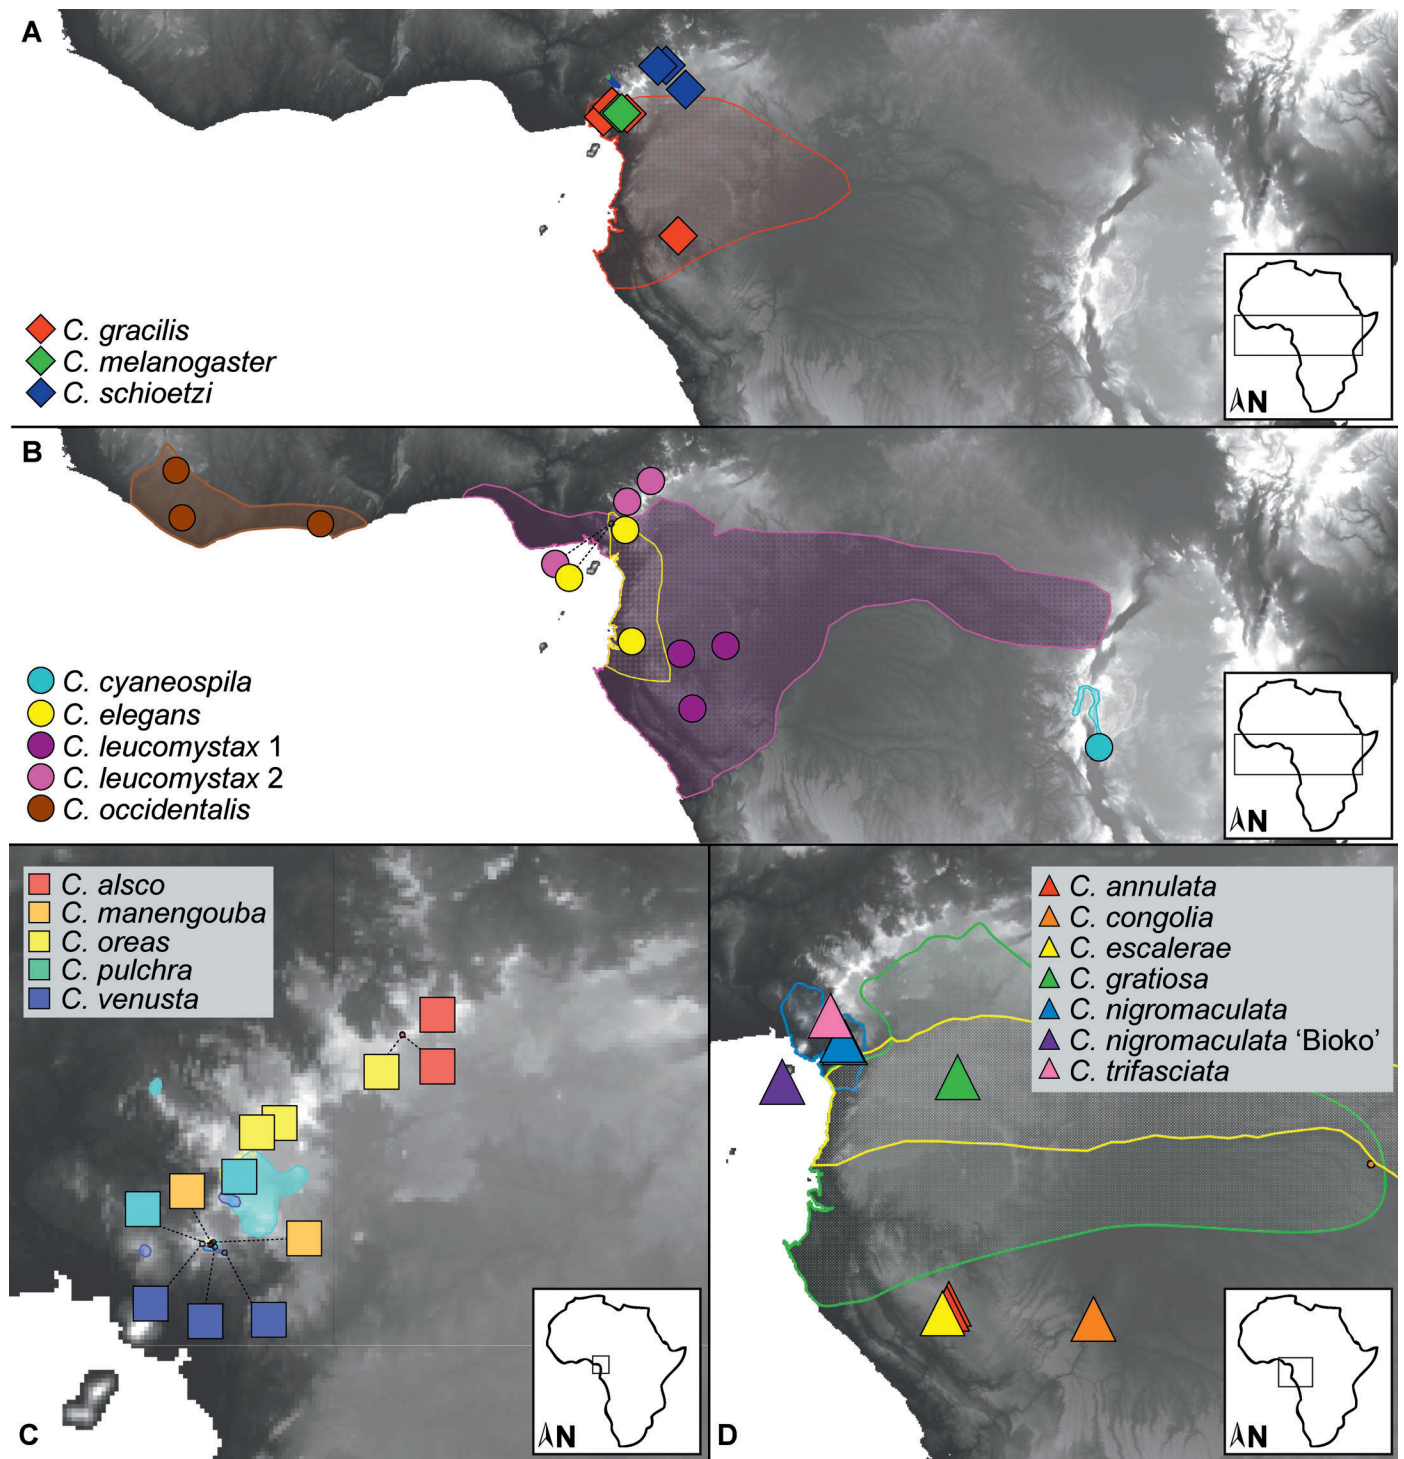 A
C. gracilis
C. melanogaster
C. schioetzi
N
B
C. cyaneospila
C. elegans
C. leucomystax 1
C. leucomystax 2
C. occidentalis
N
C. alsco
C. manengouba
C. oreas
C. pulchra
C. venusta
N
C
C. annulata
C. congolia
C. escalerae
C. gratiosa
C. nigromaculata
C. nigromaculata ‘Bioko’
C. trifasciata
N
D